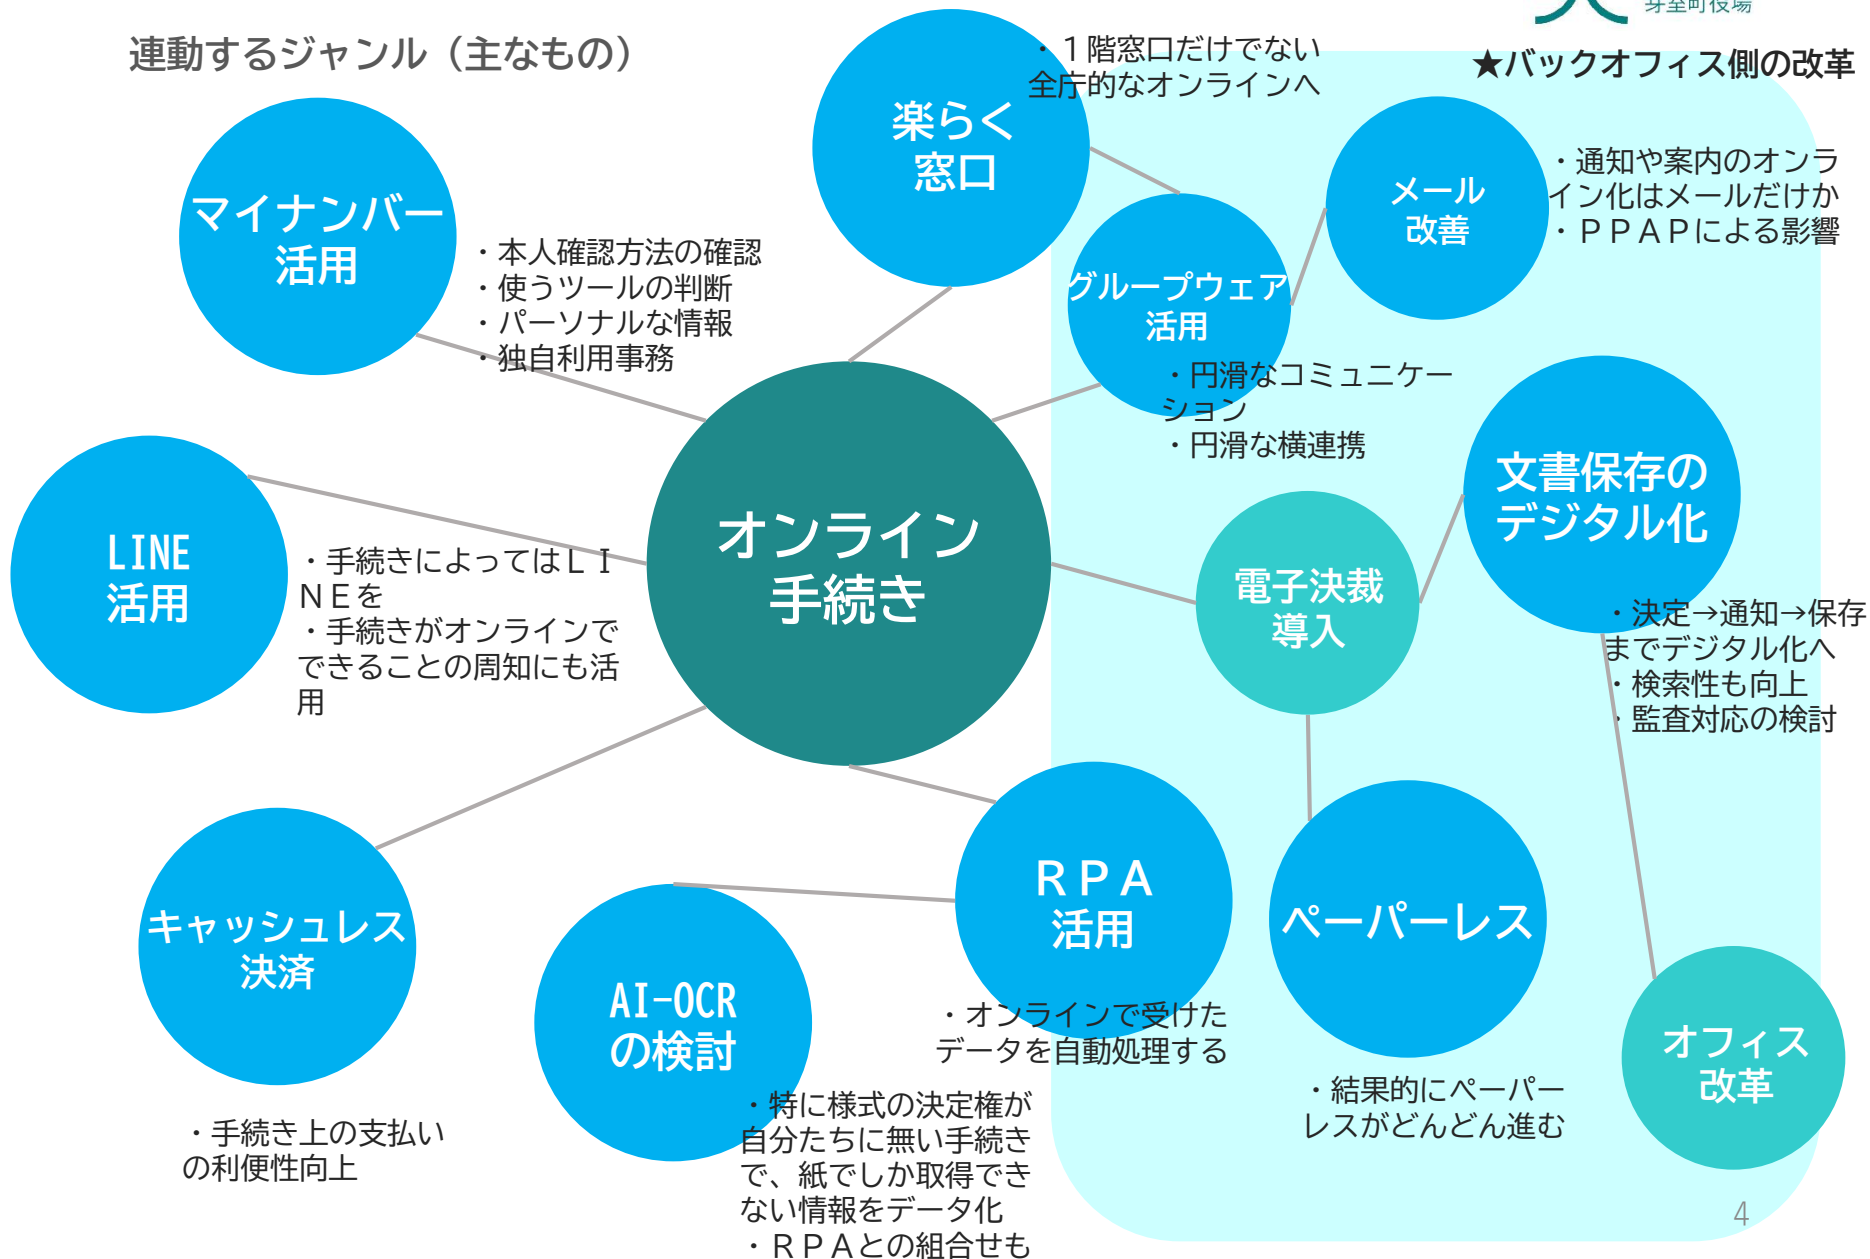 芽室町役場
連動するジャンル（主なもの）
★バックオフィス側の改革
楽らく
窓口
・１階窓口だけでない
全庁的なオンラインへ
マイナンバー
活用
・本人確認方法の確認
・使うツールの判断
・パーソナルな情報
・独自利用事務
メール
改善
・通知や案内のオンラ
イン化はメールだけか
・ＰＰＡＰによる影響
グループウェア
活用
・円滑なコミュニケー
ション
・円滑な横連携
LINE
活用
・手続きによってはＬＩ
ＮＥを
・手続きがオンラインで
できることの周知にも活
用
オンライン
手続き
電子決裁
導入
文書保存の
デジタル化
・決定→通知→保存
までデジタル化へ
・検索性も向上
・監査対応の検討
キャッシュレス
決済
・手続き上の支払い
の利便性向上
AI-OCR
の検討
・特に様式の決定権が
自分たちに無い手続き
で、紙でしか取得でき
ない情報をデータ化
・ＲＰＡとの組合せも
ＲＰＡ
活用
・オンラインで受けた
データを自動処理する
ペーパーレス
・結果的にペーパー
レスがどんどん進む
オフィス
改革
4